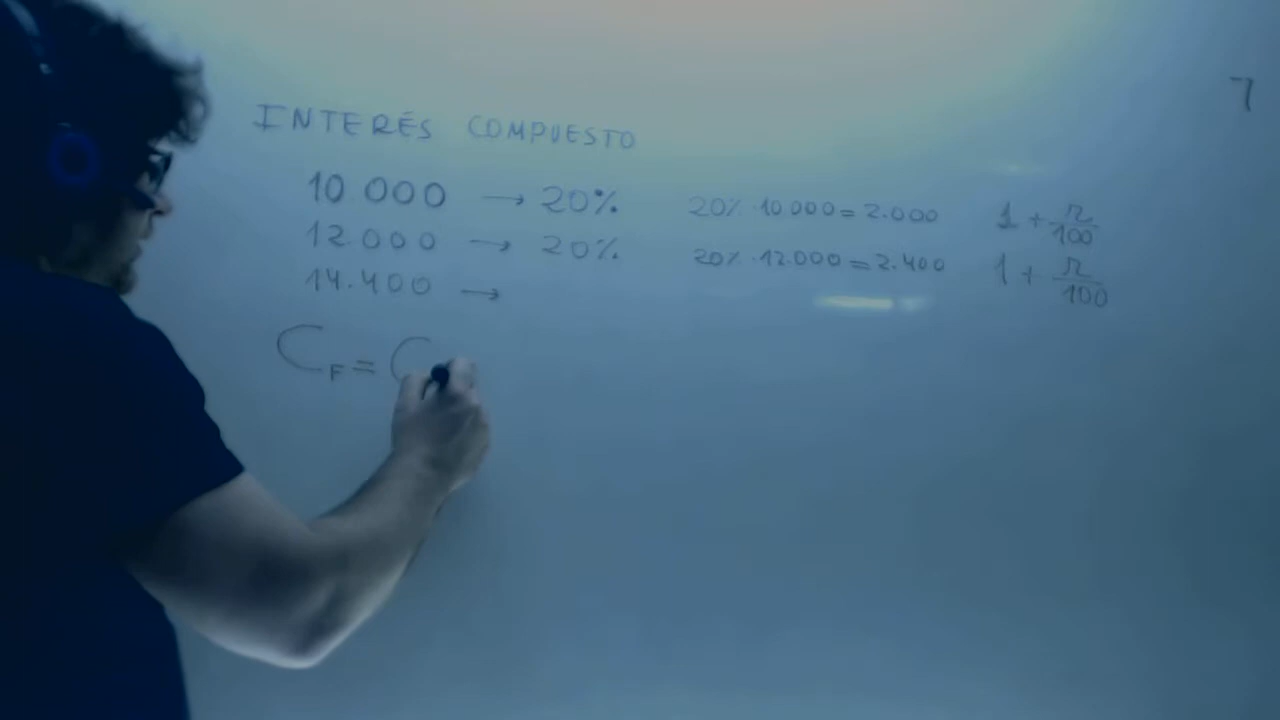 7
INTERÉS COMPUESTO
10.000 → 20% 20% · 10.000 = 2.000 1 + r/100
12.000 → 20% 20% · 12.000 = 2.400 1 + r/100
14.400 →
C_F = C